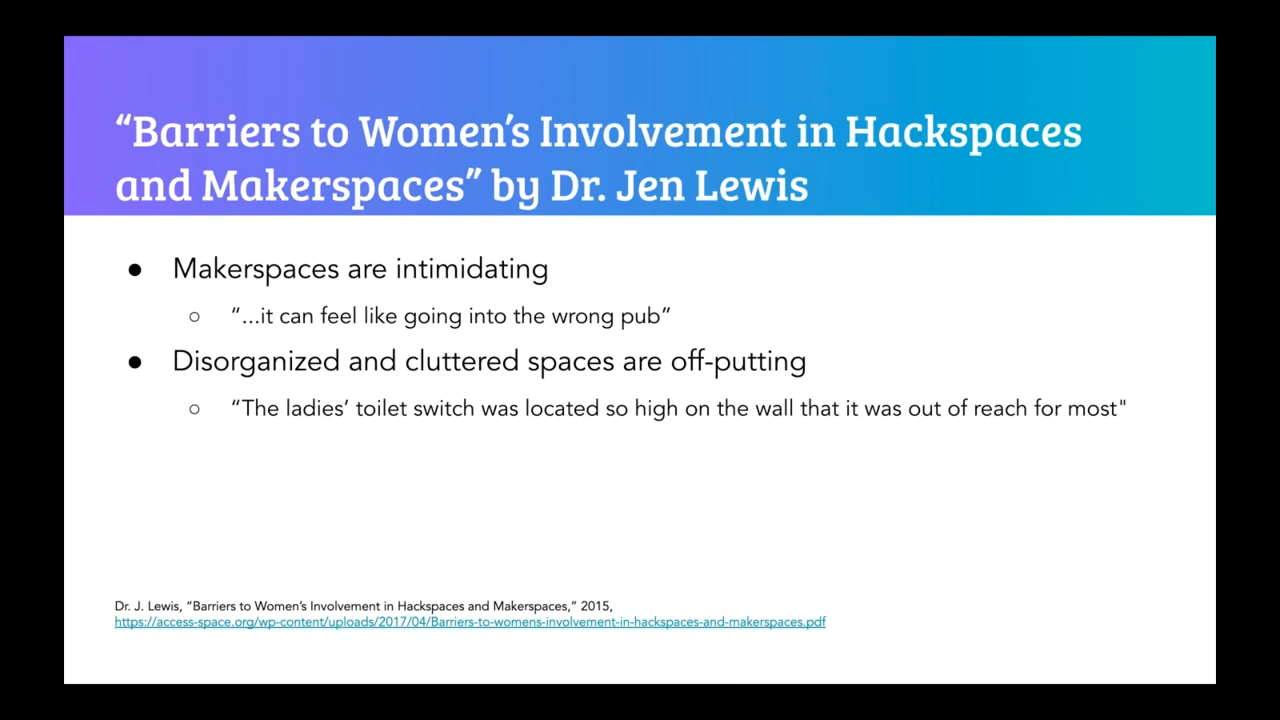 “Barriers to Women’s Involvement in Hackspaces
and Makerspaces” by Dr. Jen Lewis
● Makerspaces are intimidating
○ “...it can feel like going into the wrong pub”
● Disorganized and cluttered spaces are off-putting
○ “The ladies’ toilet switch was located so high on the wall that it was out of reach for most"
Dr. J. Lewis, “Barriers to Women’s Involvement in Hackspaces and Makerspaces,” 2015,
https://access-space.org/wp-content/uploads/2017/04/Barriers-to-womens-involvement-in-hackspaces-and-makerspaces.pdf